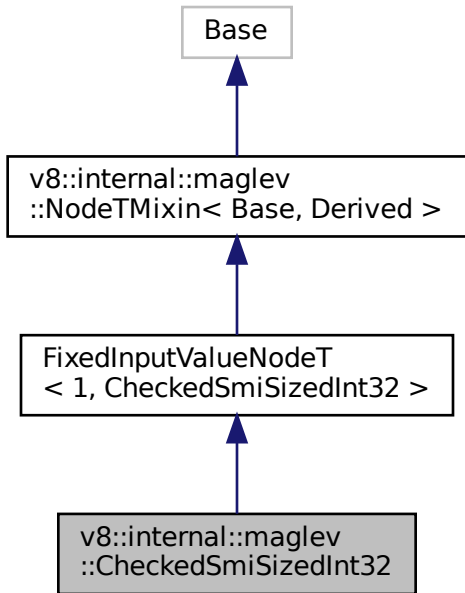 Base
v8::internal::maglev
::NodeTMixin< Base, Derived >
FixedInputValueNodeT
< 1, CheckedSmiSizedInt32 >
v8::internal::maglev
::CheckedSmiSizedInt32